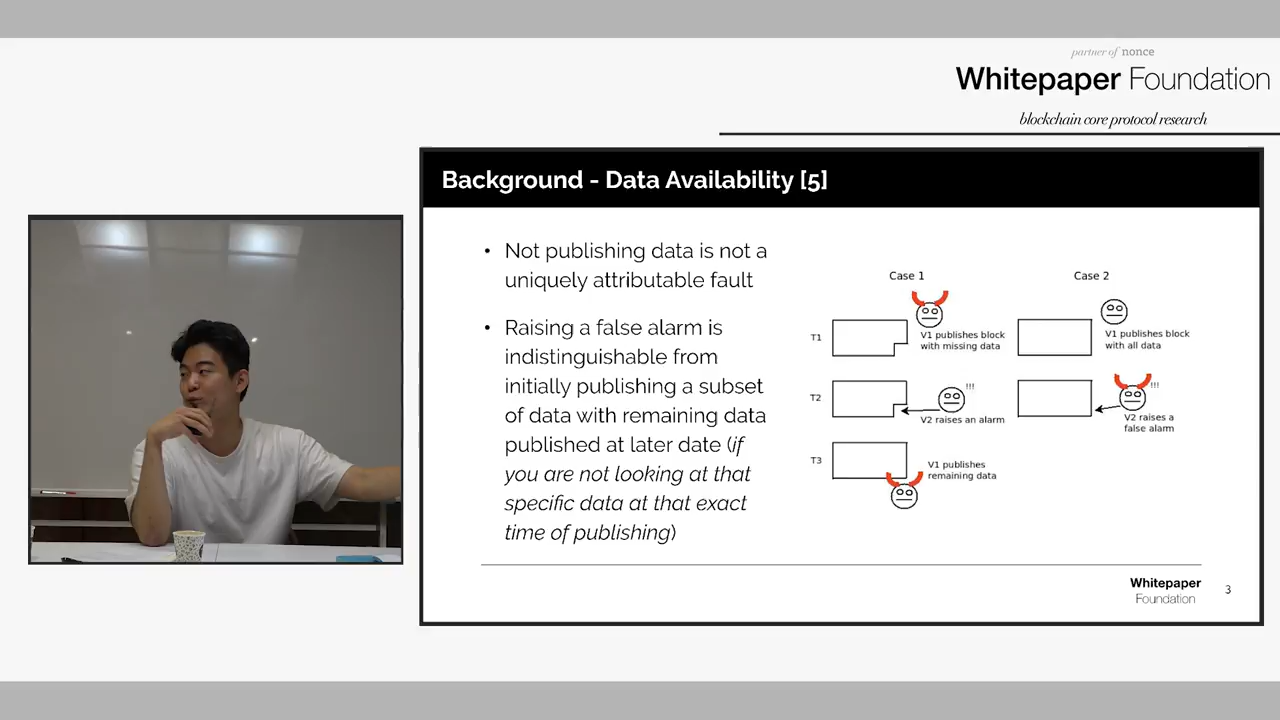 partner of nonce
Whitepaper Foundation
blockchain core protocol research
Background - Data Availability [5]
• Not publishing data is not a
uniquely attributable fault
• Raising a false alarm is
indistinguishable from
initially publishing a subset
of data with remaining data
published at later date (if
you are not looking at that
specific data at that exact
time of publishing)
Case 1
T1
V1 publishes block
with missing data
T2
!!!
V2 raises an alarm
T3
V1 publishes
remaining data
Case 2
V1 publishes block
with all data
!!!
V2 raises a
false alarm
Whitepaper
Foundation
3